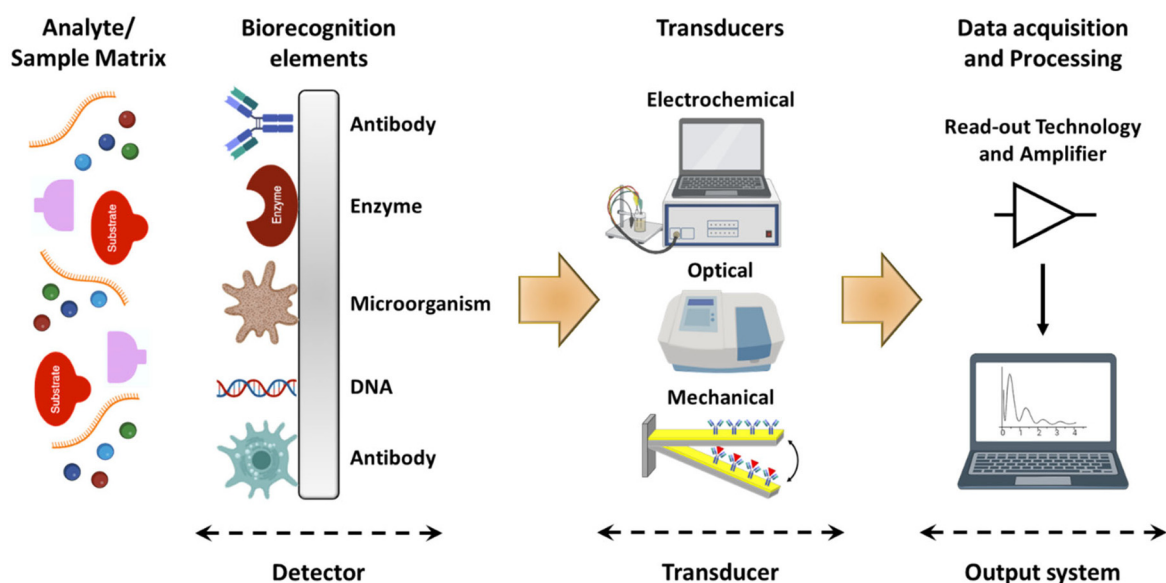 Analyte/
Sample Matrix
Biorecognition
elements
Transducers
Data acquisition
and Processing
Antibody
Enzyme
Microorganism
DNA
Antibody
Substrate
Substrate
Enzyme
Electrochemical
Optical
Mechanical
Read-out Technology
and Amplifier
0 1 2 3 4
Detector
Transducer
Output system